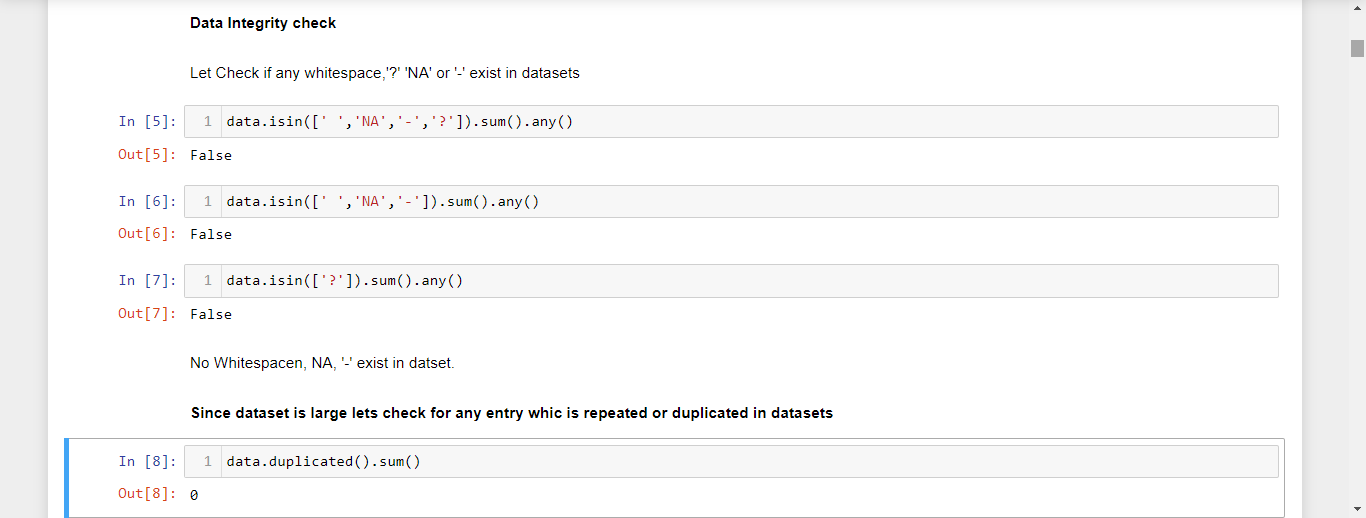 Data Integrity check
Let Check if any whitespace,'?' 'NA' or '-' exist in datasets
In [5]: 1 data.isin([' ','NA','-','?']).sum().any()
Out[5]: False
In [6]: 1 data.isin([' ','NA','-']).sum().any()
Out[6]: False
In [7]: 1 data.isin(['?']).sum().any()
Out[7]: False
No Whitespacen, NA, '-' exist in datset.
Since dataset is large lets check for any entry whic is repeated or duplicated in datasets
In [8]: 1 data.duplicated().sum()
Out[8]: 0